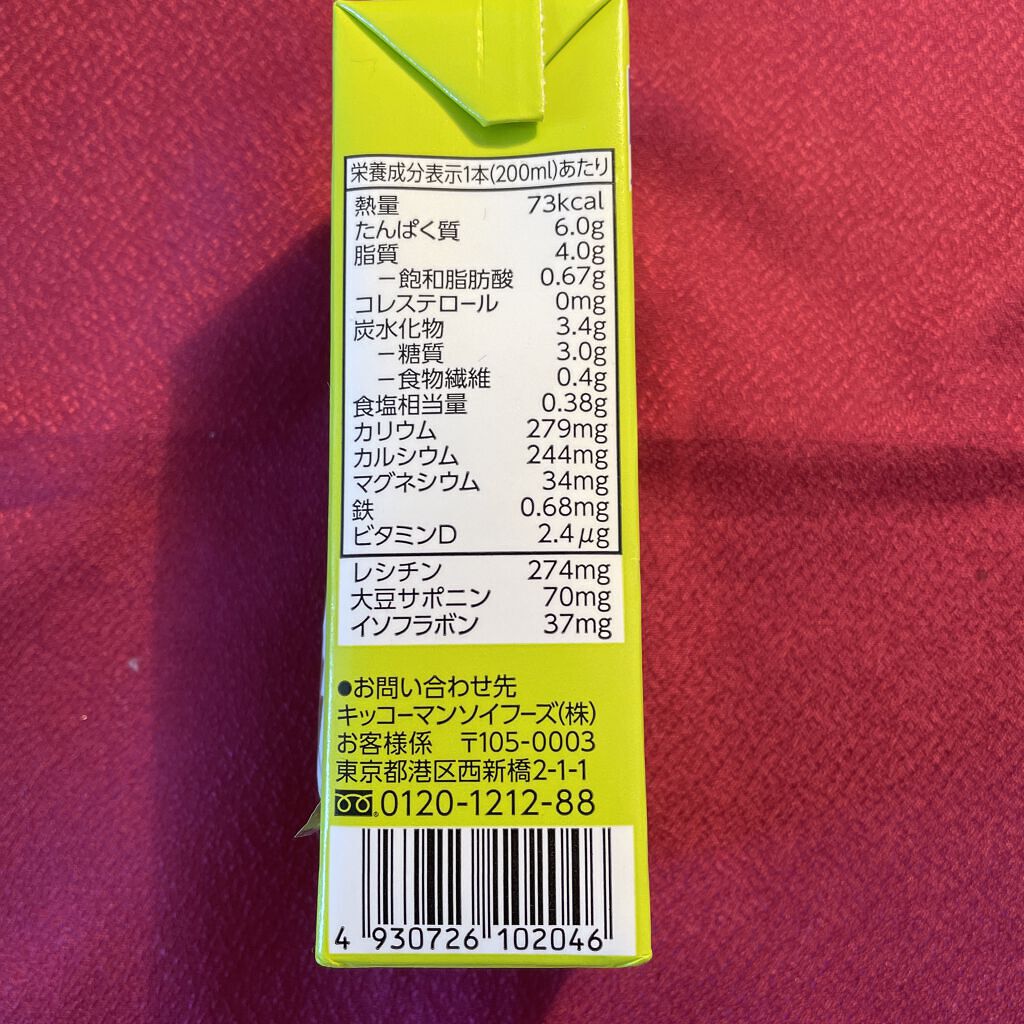 栄養成分表示1本(200ml)あたり
熱量 73kcal
たんぱく質 6.0g
脂質 4.0g
－飽和脂肪酸 0.67g
コレステロール 0mg
炭水化物 3.4g
－糖質 3.0g
－食物繊維 0.4g
食塩相当量 0.38g
カリウム 279mg
カルシウム 244mg
マグネシウム 34mg
鉄 0.68mg
ビタミンD 2.4μg
レシチン 274mg
大豆サポニン 70mg
イソフラボン 37mg
●お問い合わせ先
キッコーマンソイフーズ(株)
お客様係 〒105-0003
東京都港区西新橋2-1-1
0120-1212-88
4 930726 102046